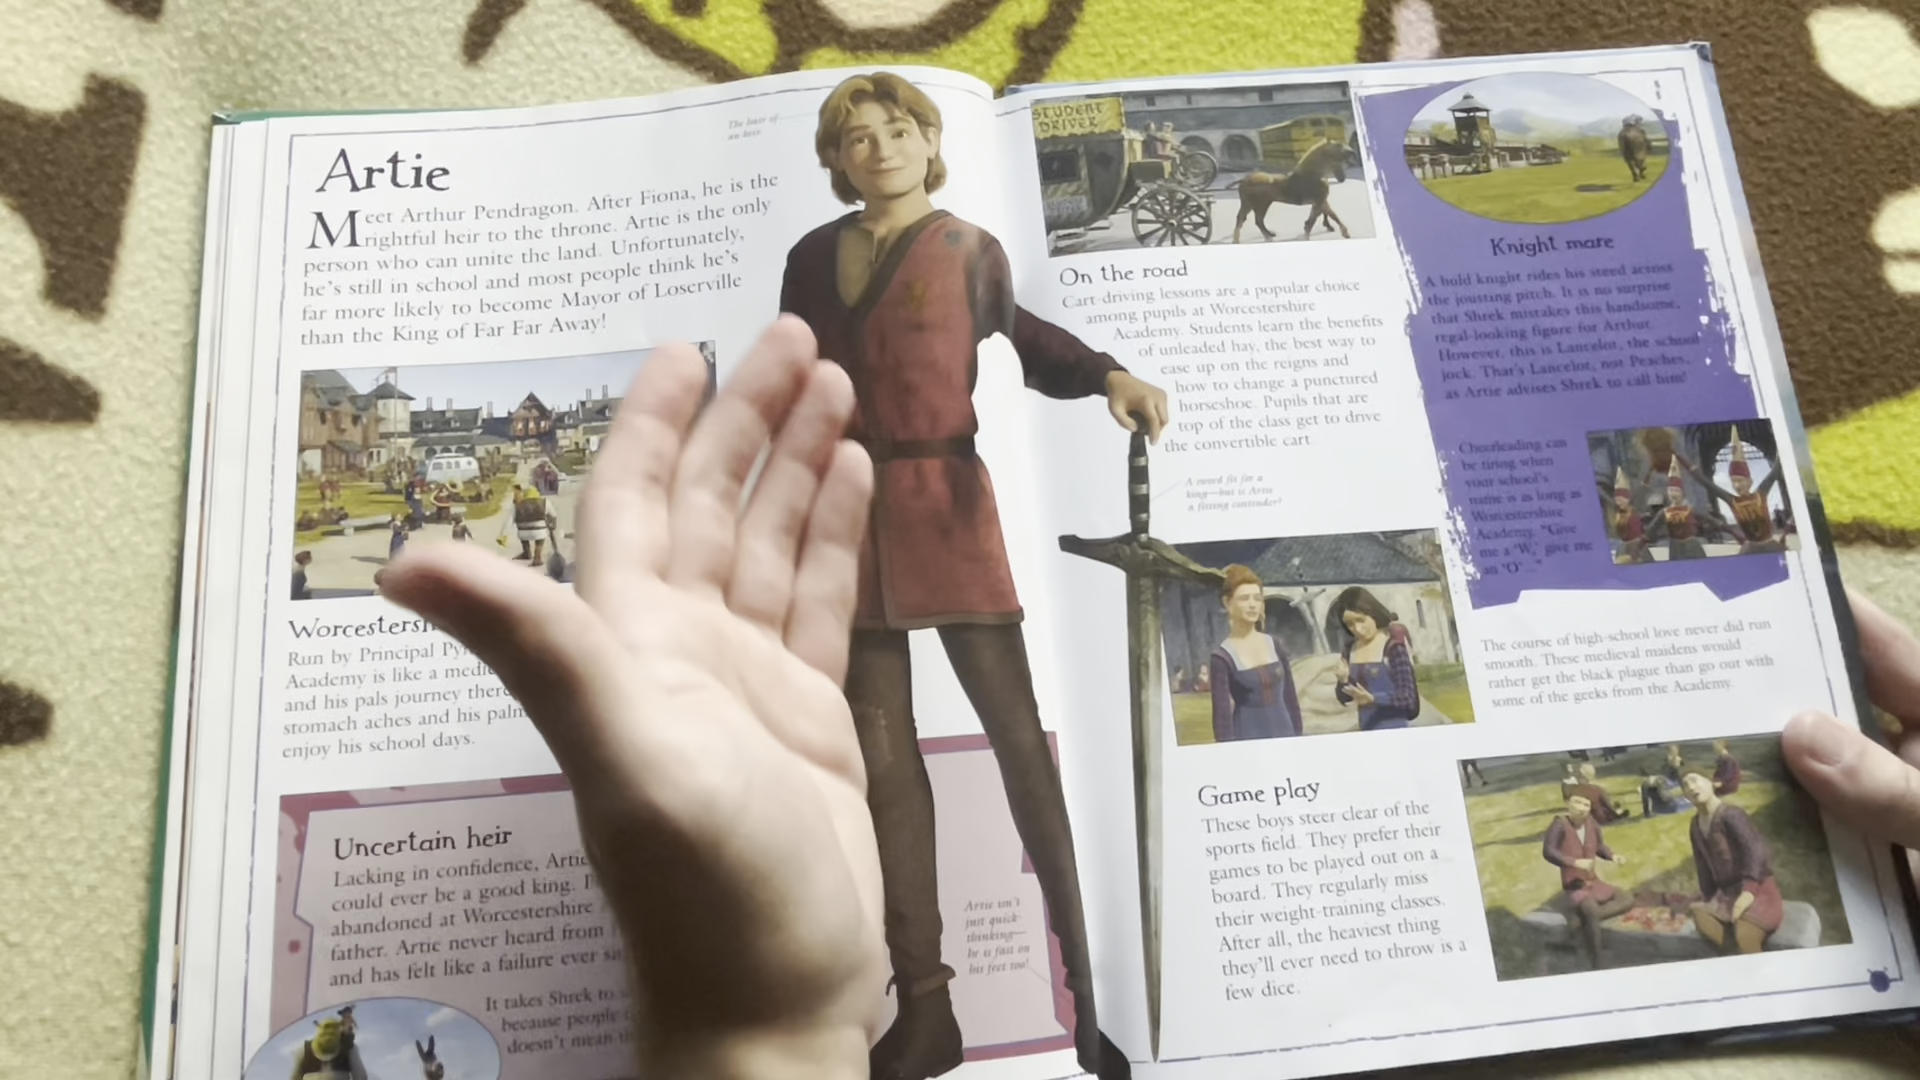 Artie
Meet Arthur Pendragon. After Fiona, he is the
rightful heir to the throne. Artie is the only
person who can unite the land. Unfortunately,
he's still in school and most people think he's
far more likely to become Mayor of Loserville
than the King of Far Far Away!
Worcestersh
Run by Principal Py
Academy is like a medi
and his pals journey there
stomach aches and his palm
enjoy his school days.
Uncertain heir
Lacking in confidence, Artie
could ever be a good king.
abandoned at Worcestershire
father. Artie never heard from
and has felt like a failure ever
It takes Shrek to
because people
doesn't mean
Artie isn't
just quick-
thinking—
he is fast on
his feet too!
STUDENT
DRIVER
On the road
Cart-driving lessons are a popular choice
among pupils at Worcestershire
Academy. Students learn the benefits
of unleaded hay, the best way to
ease up on the reigns and
how to change a punctured
horseshoe. Pupils that are
top of the class get to drive
the convertible cart.
A sword fit for a
king—but is Artie
a fitting contender?
Knight mare
A bold knight rides his steed across
the jousting pitch. It is no surprise
that Shrek mistakes this handsome,
regal-looking figure for Arthur.
However, this is Lancelot, the school
jock. That's Lancelot, not Peaches,
as Artie advises Shrek to call him!
Cheerleading can
be tiring when
your school's
name is as long as
Worcestershire
Academy. "Give
me a 'W,' give me
an 'O'..."
The course of high-school love never did run
smooth. These medieval maidens would
rather get the black plague than go out with
some of the geeks from the Academy.
Game play
These boys steer clear of the
sports field. They prefer their
games to be played out on a
board. They regularly miss
their weight-training classes.
After all, the heaviest thing
they'll ever need to throw is a
few dice.